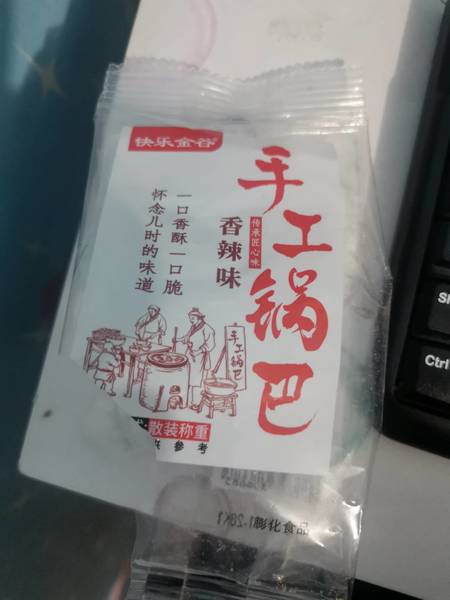 快乐金谷
手工锅巴
传承匠心味
香辣味
一口香酥一口脆
怀念儿时的味道
手工锅巴
散装称重
参考
膨化食品
Ctrl